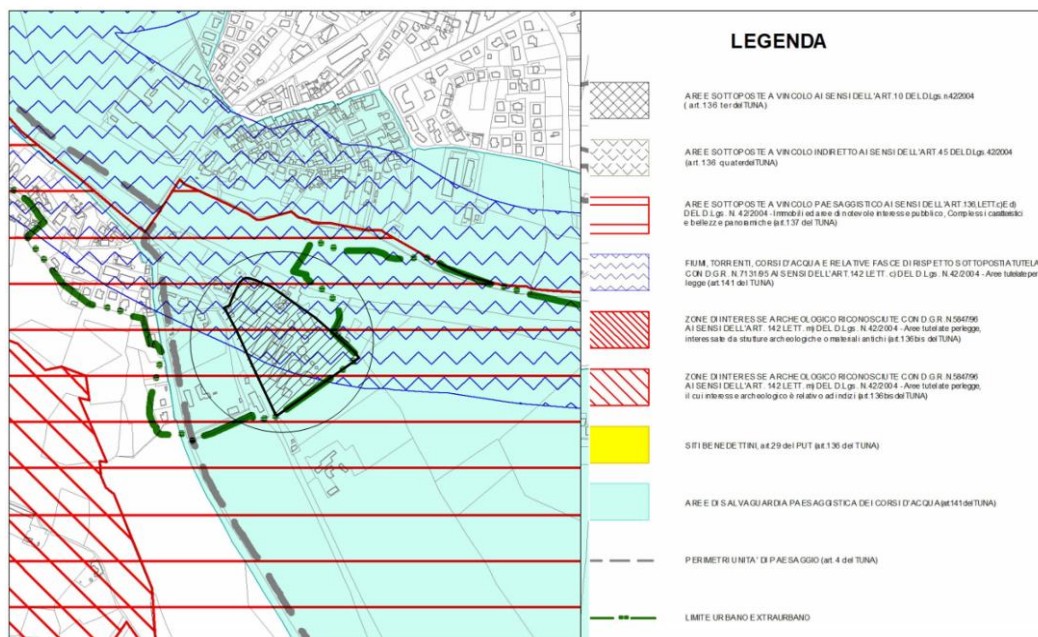 LEGENDA
AREE SOTTOPOSTE A VINCOLO AI SENSI DELL'ART.10 DEL D.Lgs. n.42/2004
(art.136 ter del TUNA)
AREE SOTTOPOSTE A VINCOLO INDIRETTO AI SENSI DELL'ART.45 DEL D.Lgs. 42/2004
(art.136 quater del TUNA)
AREE SOTTOPOSTE A VINCOLO PAESAGGISTICO AI SENSI DELL'ART.136, LETT.c) E d)
DEL D.Lgs. N. 42/2004 - Immobili ed aree di notevole interesse pubblico, Complessi caratteristici
e bellezze panoramiche (art.137 del TUNA)
FIUMI, TORRENTI, CORSI D'ACQUA E RELATIVE FASCE DI RISPETTO SOTTOPOSTI A TUTELA
CON D.G.R. N.7131/95 AI SENSI DELL'ART.142 LETT. c) DEL D.Lgs. N.42/2004 - Aree tutelate per
legge (art.141 del TUNA)
ZONE DI INTERESSE ARCHEOLOGICO RICONOSCIUTE CON D.G.R. N.5847/96
AI SENSI DELL'ART. 142 LETT. m) DEL D.Lgs. N.42/2004 - Aree tutelate per legge,
interessate da strutture archeologiche o materiali antichi (art.136bis del TUNA)
ZONE DI INTERESSE ARCHEOLOGICO RICONOSCIUTE CON D.G.R. N.5847/96
AI SENSI DELL'ART. 142 LETT. m) DEL D.Lgs. N.42/2004 - Aree tutelate per legge,
il cui interesse archeologico è relativo ad indizi (art.136bis del TUNA)
SITI BENEDETTINI, art.29 del PUT (art.136 del TUNA)
AREE DI SALVAGUARDIA PAESAGGISTICA DEI CORSI D'ACQUA (art.141 del TUNA)
PERIMETRI UNITA' DI PAESAGGIO (art.4 del TUNA)
LIMITE URBANO EXTRAURBANO